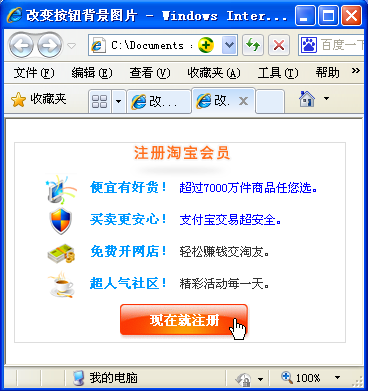 改变按钮背景图片 - Windows Inter...
C:\Documents
百度一下
文件(F) 编辑(E) 查看(V) 收藏夹(A) 工具(T) 帮助 »
收藏夹 改... 改... »
注册淘宝会员
便宜有好货! 超过7000万件商品任您选。
买卖更安心! 支付宝交易超安全。
免费开网店! 轻松赚钱交淘友。
超人气社区! 精彩活动每一天。
现在就注册
我的电脑 100%